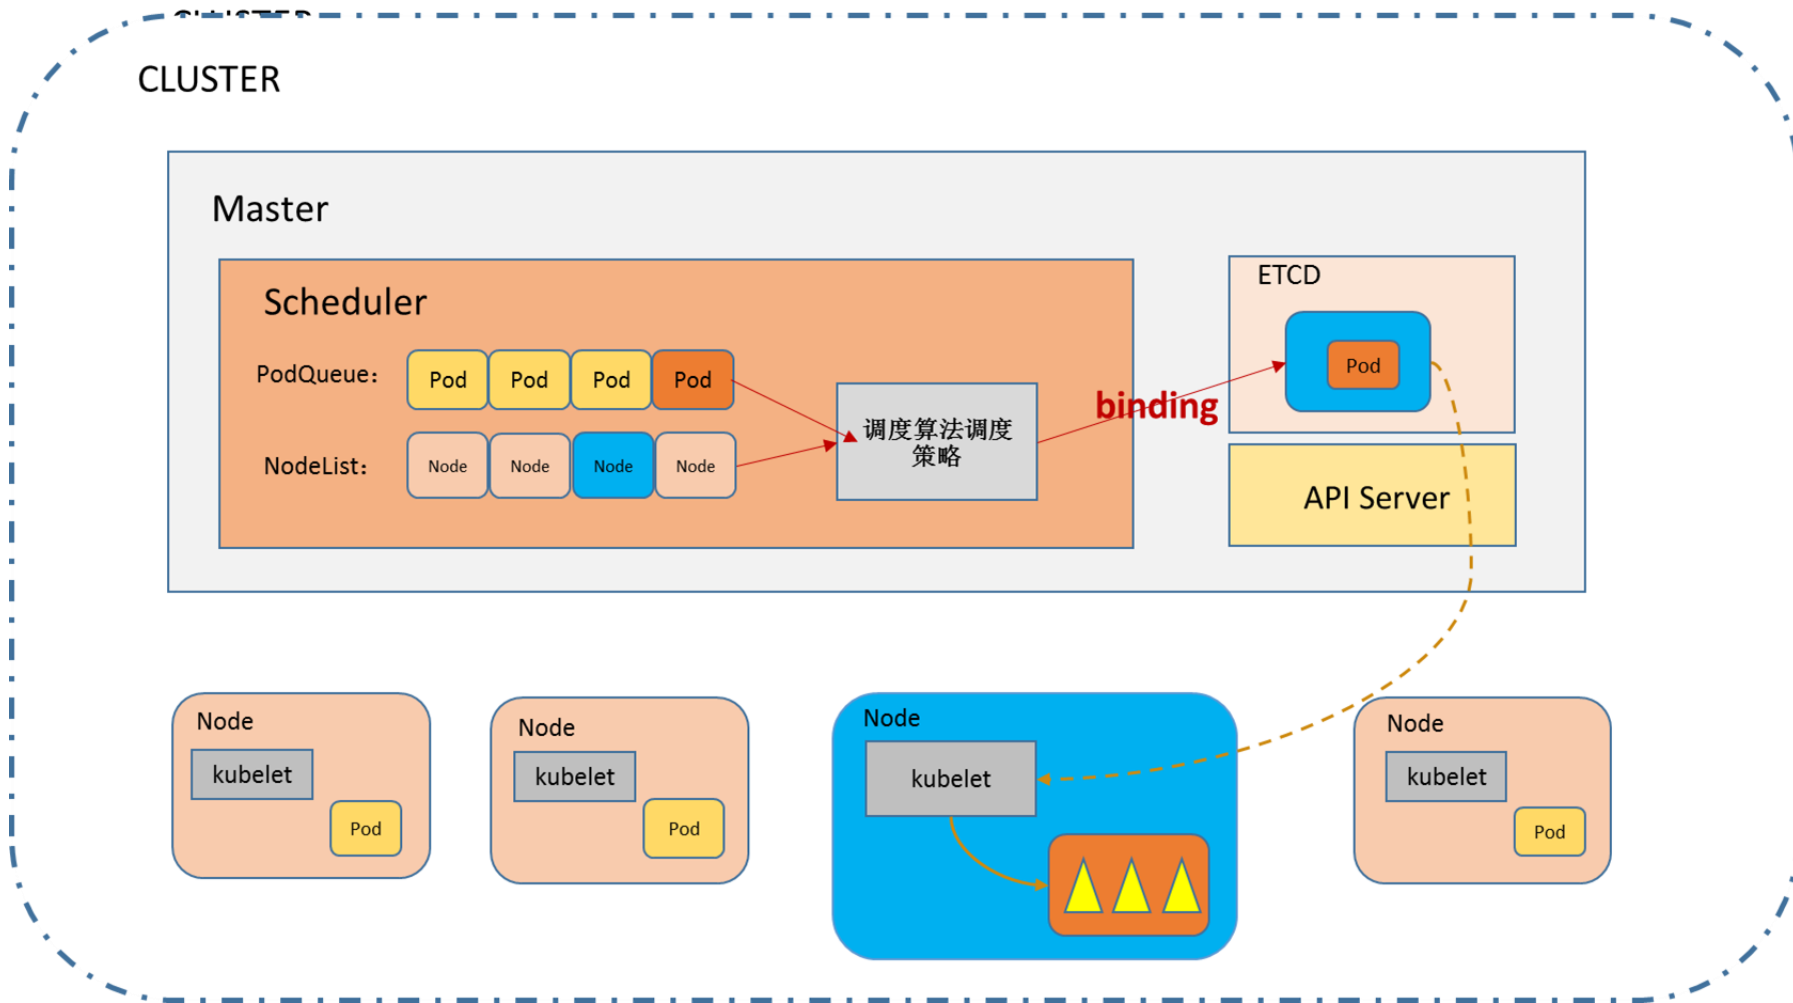 CLUSTER
CLUSTER
Master
Scheduler
ETCD
PodQueue：
Pod
Pod
Pod
Pod
Pod
binding
调度算法调度
策略
NodeList：
Node
Node
Node
Node
API Server
Node
kubelet
Pod
Node
kubelet
Pod
Node
kubelet
Node
kubelet
Pod